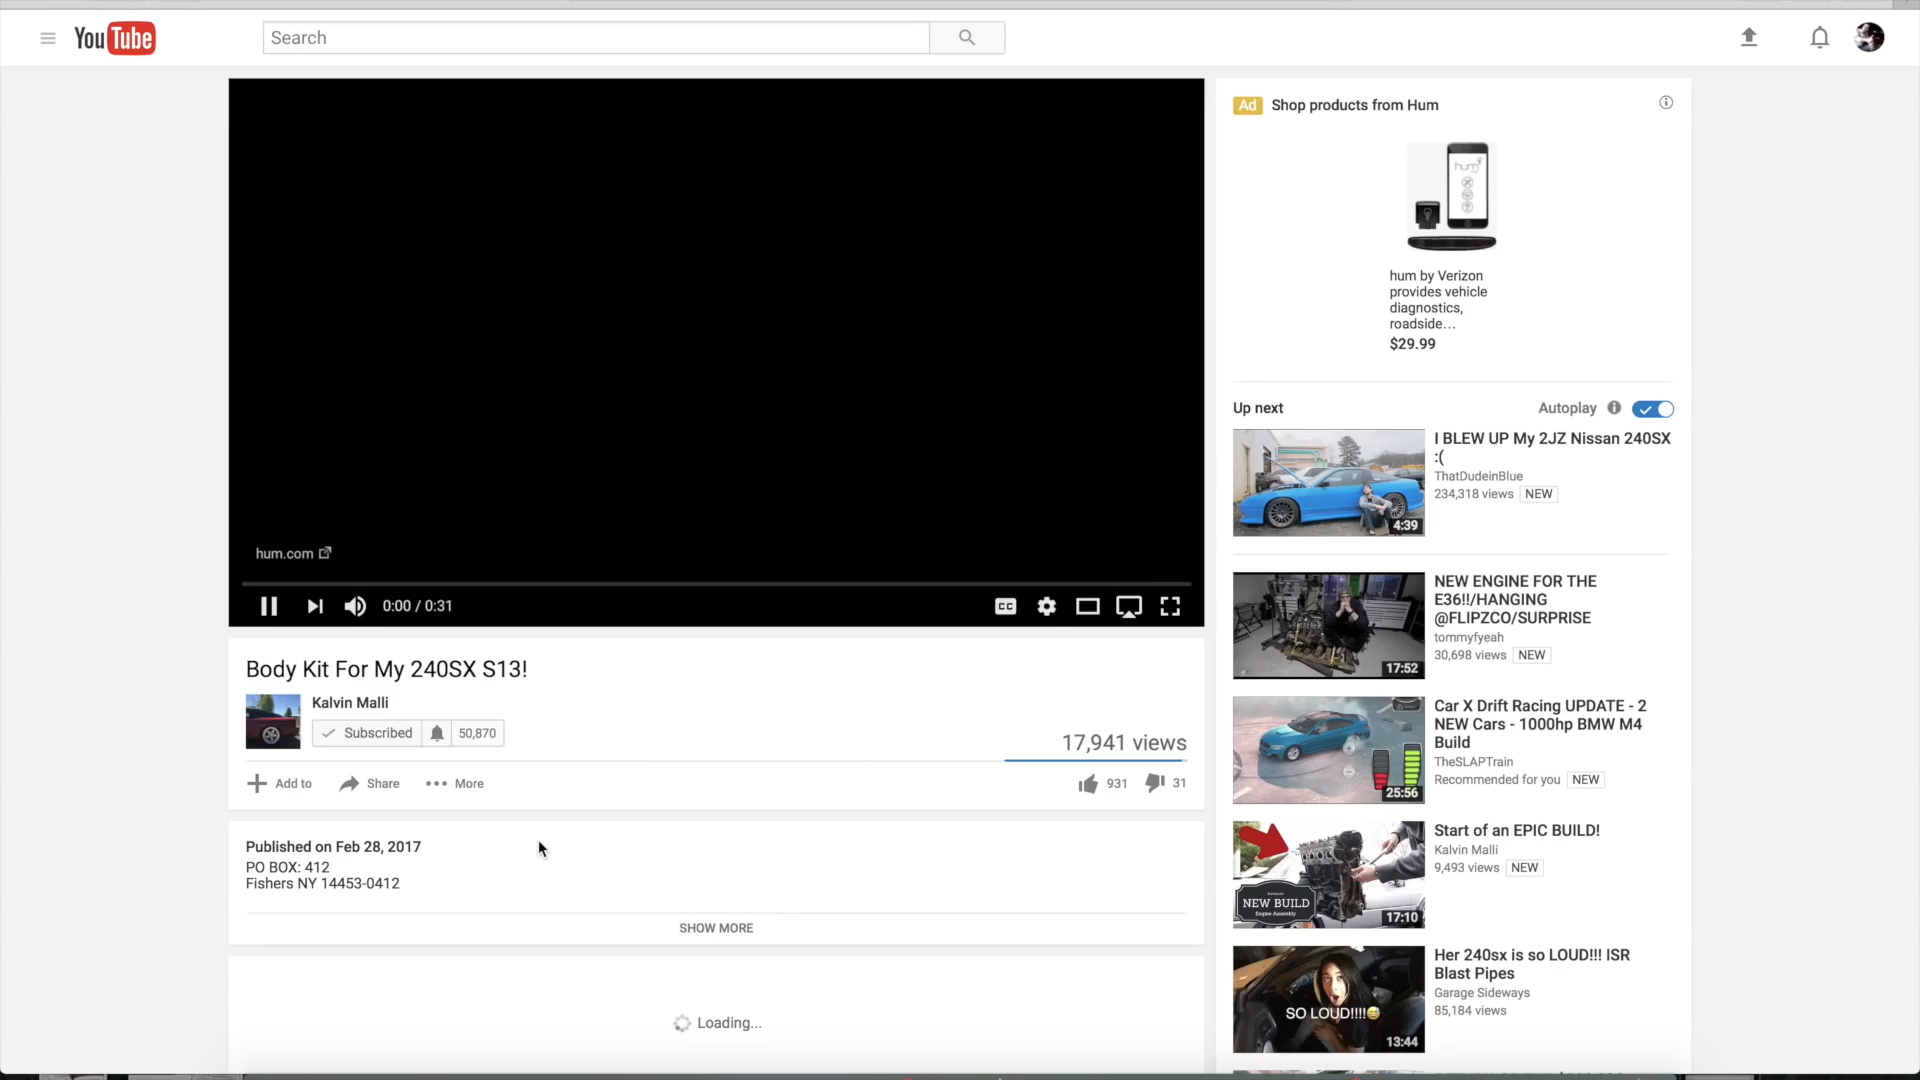 YouTube
Search
Ad Shop products from Hum
hum
hum by Verizon
provides vehicle
diagnostics,
roadside…
$29.99
hum.com
0:00 / 0:31
CC
Body Kit For My 240SX S13!
Kalvin Malli
Subscribed 50,870
17,941 views
Add to Share More
931 31
Published on Feb 28, 2017
PO BOX: 412
Fishers NY 14453-0412
SHOW MORE
Loading...
Up next
Autoplay
4:39
I BLEW UP My 2JZ Nissan 240SX
:(
ThatDudeinBlue
234,318 views NEW
17:52
NEW ENGINE FOR THE
E36!!/HANGING
@FLIPZCO/SURPRISE
tommyfyeah
30,698 views NEW
25:56
Car X Drift Racing UPDATE - 2
NEW Cars - 1000hp BMW M4
Build
TheSLAPTrain
Recommended for you NEW
NEW BUILD
Engine Assembly
17:10
Start of an EPIC BUILD!
Kalvin Malli
9,493 views NEW
SO LOUD!!!!😅
13:44
Her 240sx is so LOUD!!! ISR
Blast Pipes
Garage Sideways
85,184 views